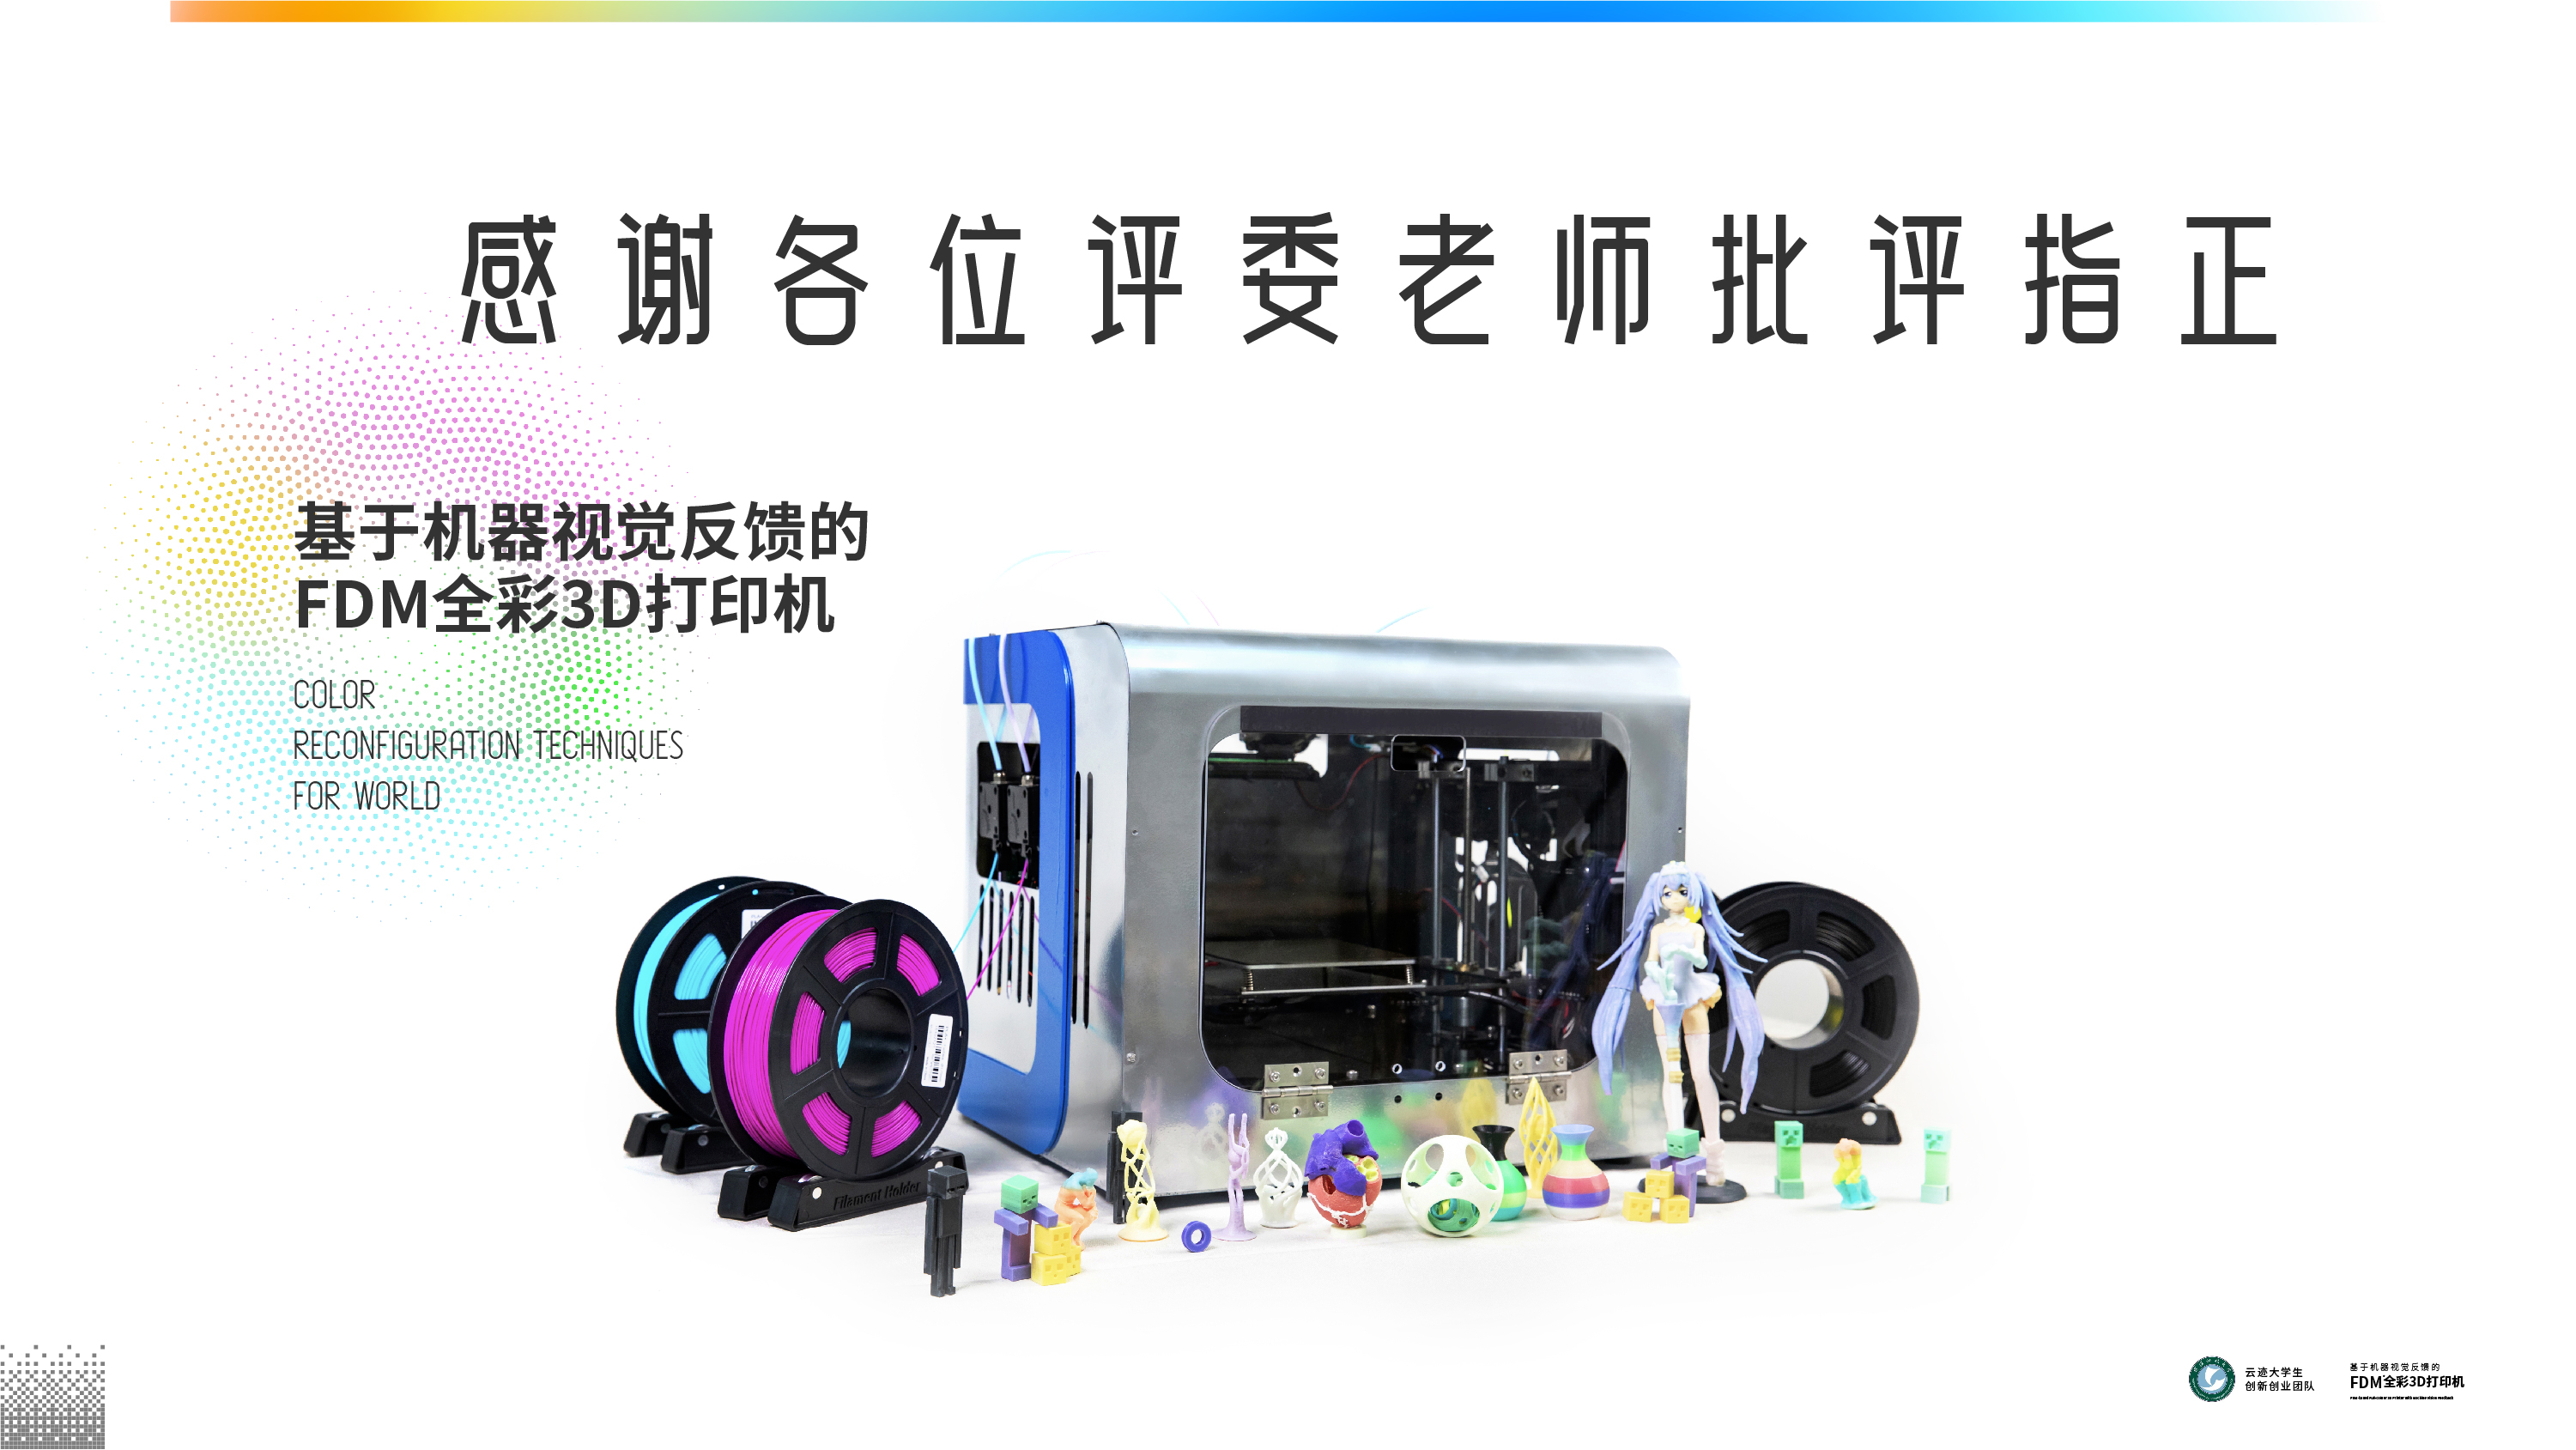 感谢各位评委老师批评指正
基于机器视觉反馈的
FDM全彩3D打印机
COLOR
RECONFIGURATION TECHNIQUES
FOR WORLD
Filament Holder
云迹大学生
创新创业团队
基于机器视觉反馈的
FDM全彩3D打印机